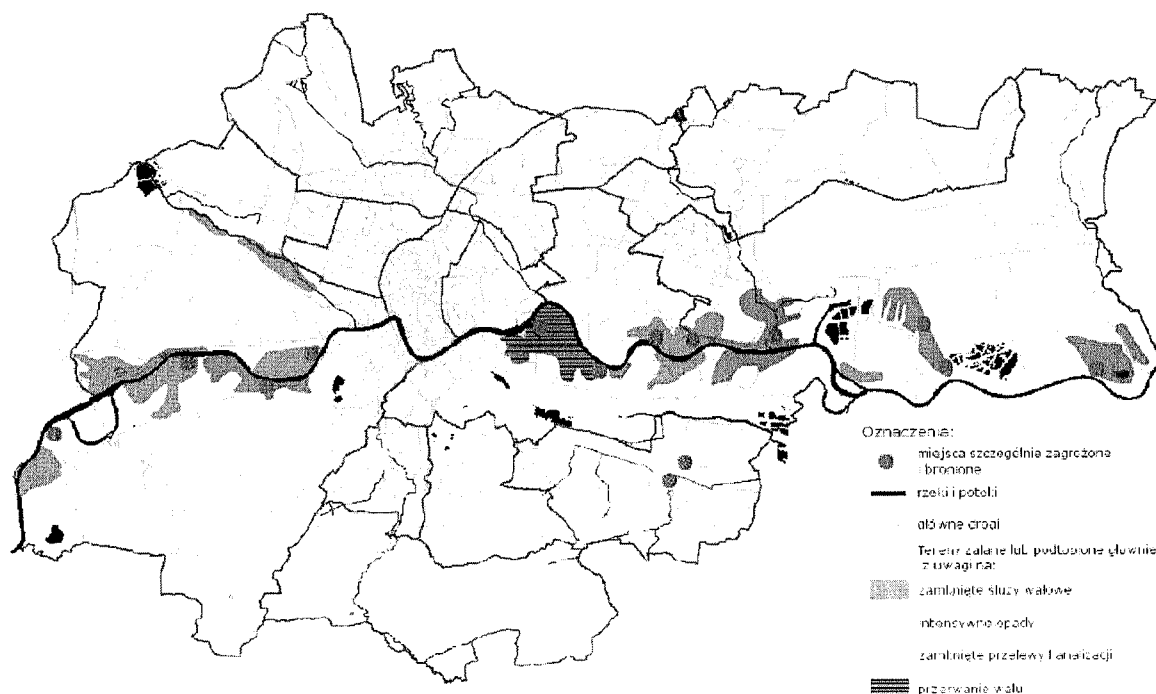 Oznaczenia:
miejsca szczególnie zagrożone
i bronione
rzeki i potoki
główne drogi
Tereny zalane lub podtopione głównie
z uwagi na:
zamknięte śluzy wałowe
intensywne opady
zamknięte przelewy kanalizacji
przerwanie wału